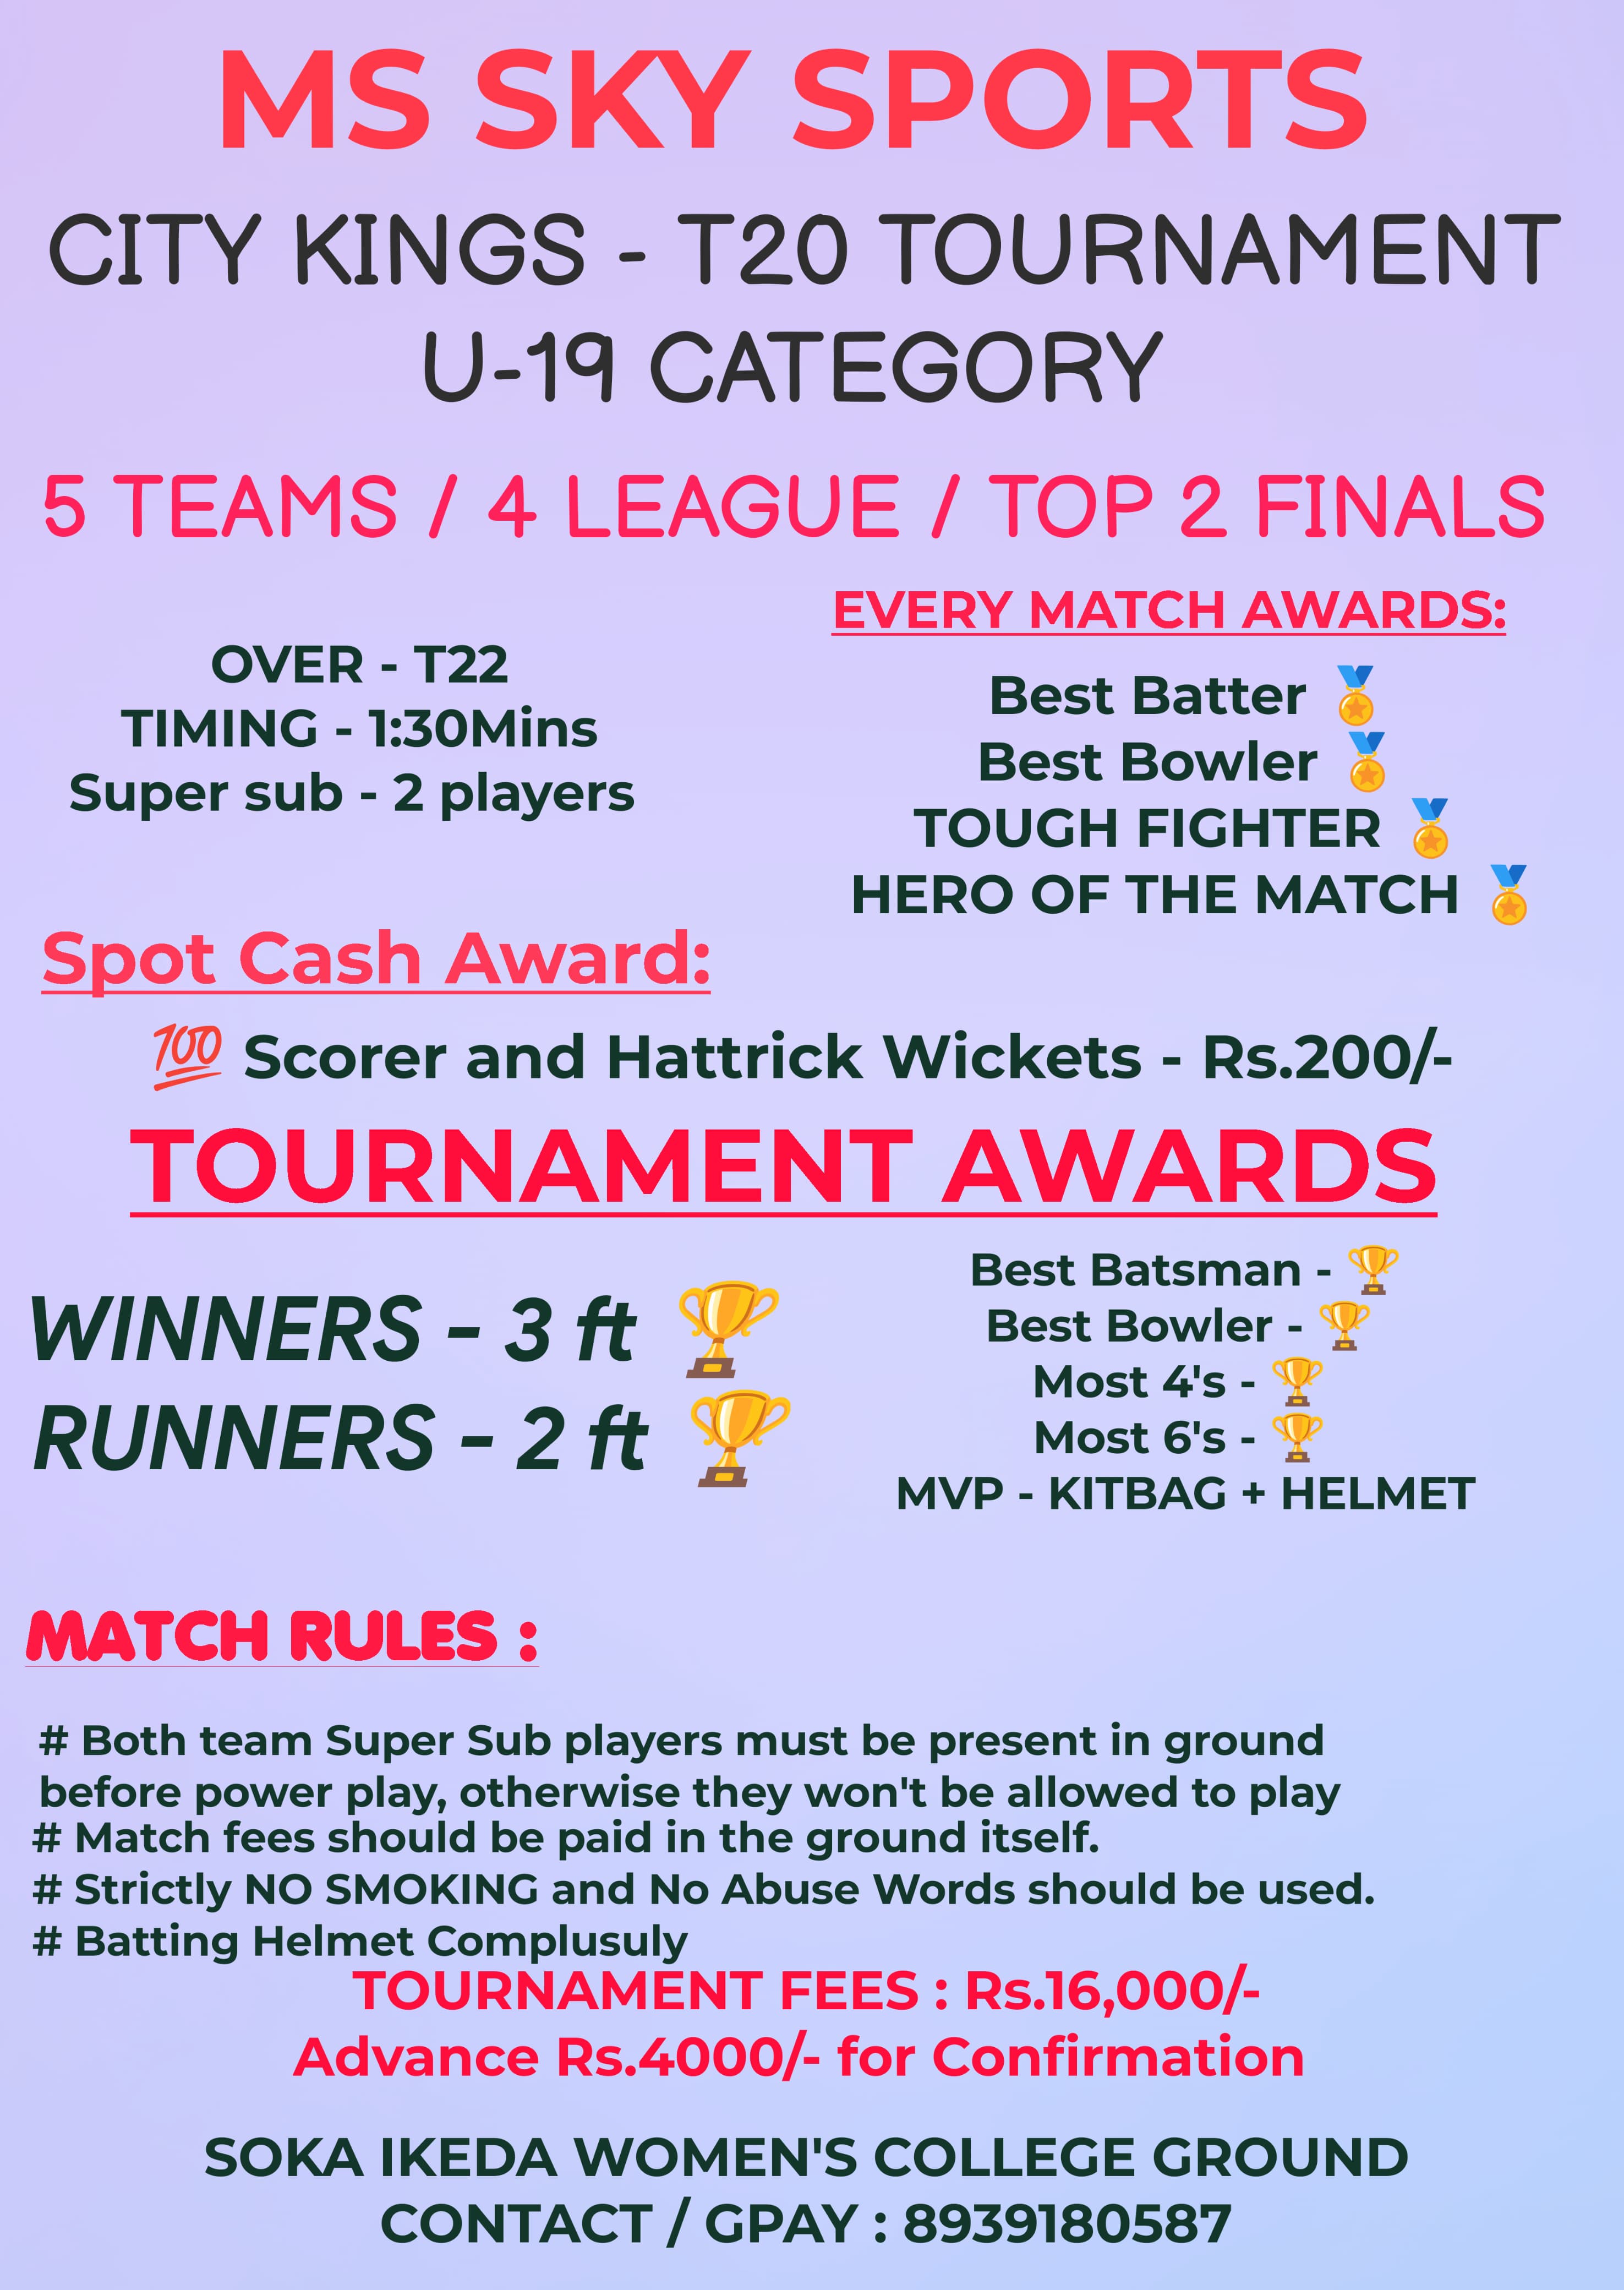 MS SKY SPORTS
CITY KINGS - T20 TOURNAMENT
U-19 CATEGORY
5 TEAMS / 4 LEAGUE / TOP 2 FINALS
OVER - T22
TIMING - 1:30Mins
Super sub - 2 players
EVERY MATCH AWARDS:
Best Batter 🏅
Best Bowler 🏅
TOUGH FIGHTER 🏅
HERO OF THE MATCH 🏅
Spot Cash Award:
💯 Scorer and Hattrick Wickets - Rs.200/-
TOURNAMENT AWARDS
WINNERS - 3 ft 🏆
RUNNERS - 2 ft 🏆
Best Batsman - 🏆
Best Bowler - 🏆
Most 4's - 🏆
Most 6's - 🏆
MVP - KITBAG + HELMET
MATCH RULES :
# Both team Super Sub players must be present in ground
before power play, otherwise they won't be allowed to play
# Match fees should be paid in the ground itself.
# Strictly NO SMOKING and No Abuse Words should be used.
# Batting Helmet Complusuly
TOURNAMENT FEES : Rs.16,000/-
Advance Rs.4000/- for Confirmation
SOKA IKEDA WOMEN'S COLLEGE GROUND
CONTACT / GPAY : 8939180587